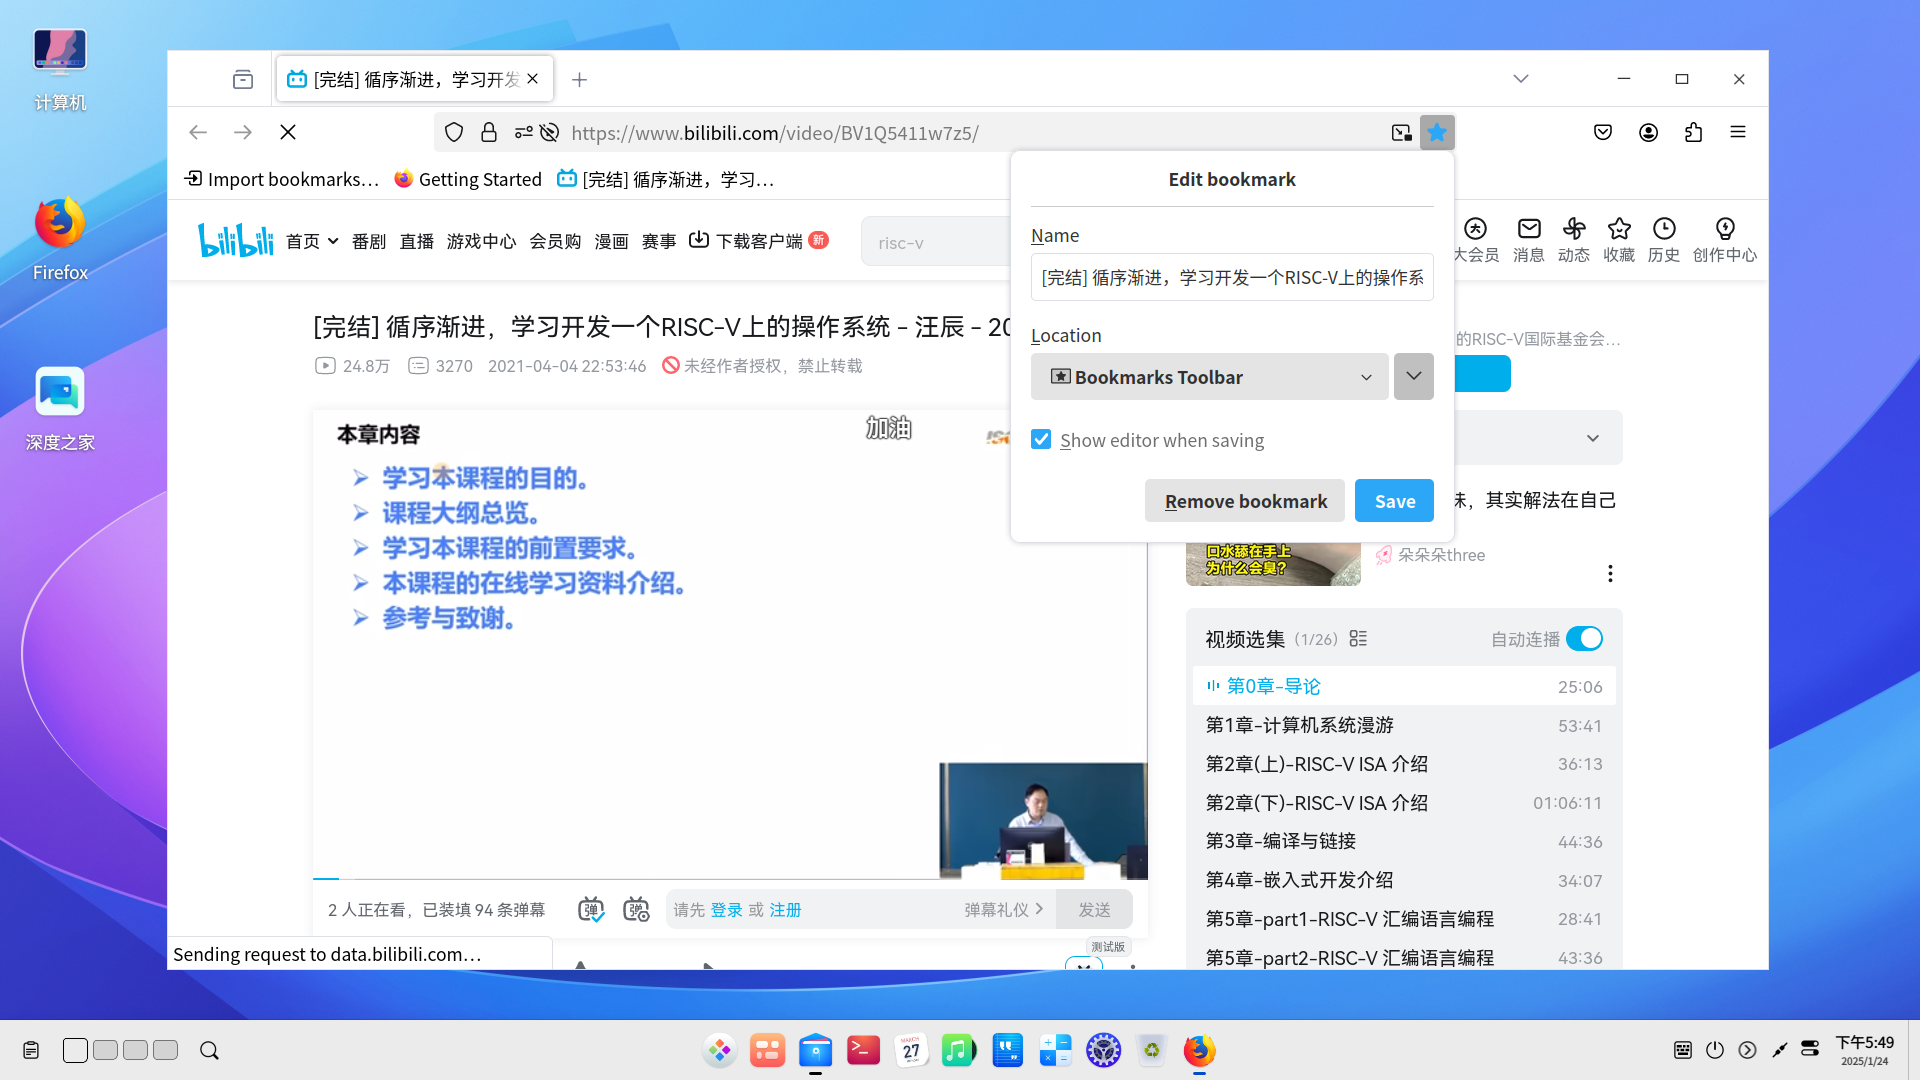 计算机
Firefox
深度之家
[完结] 循序渐进，学习开发
https://www.bilibili.com/video/BV1Q5411w7z5/
Import bookmarks…
Getting Started
[完结] 循序渐进，学习…
bilibili
首页
番剧
直播
游戏中心
会员购
漫画
赛事
下载客户端
新
risc-v
大会员
消息
动态
收藏
历史
创作中心
Edit bookmark
Name
[完结] 循序渐进，学习开发一个RISC-V上的操作系
Location
Bookmarks Toolbar
Show editor when saving
Remove bookmark
Save
[完结] 循序渐进，学习开发一个RISC-V上的操作系统 - 汪辰 - 20
24.8万
3270
2021-04-04 22:53:46
未经作者授权，禁止转载
的RISC-V国际基金会…
本章内容
加油
学习本课程的目的。
课程大纲总览。
学习本课程的前置要求。
本课程的在线学习资料介绍。
参考与致谢。
，其实解法在自己
口水舔在手上
为什么会臭？
朵朵朵three
视频选集
（1/26）
自动连播
第0章-导论 25:06
第1章-计算机系统漫游 53:41
第2章(上)-RISC-V ISA 介绍 36:13
第2章(下)-RISC-V ISA 介绍 01:06:11
第3章-编译与链接 44:36
第4章-嵌入式开发介绍 34:07
第5章-part1-RISC-V 汇编语言编程 28:41
第5章-part2-RISC-V 汇编语言编程 43:36
2 人正在看，已装填 94 条弹幕
弹
弹
请先 登录 或 注册
弹幕礼仪
发送
测试版
Sending request to data.bilibili.com…
MARCH
27
下午5:49
2025/1/24